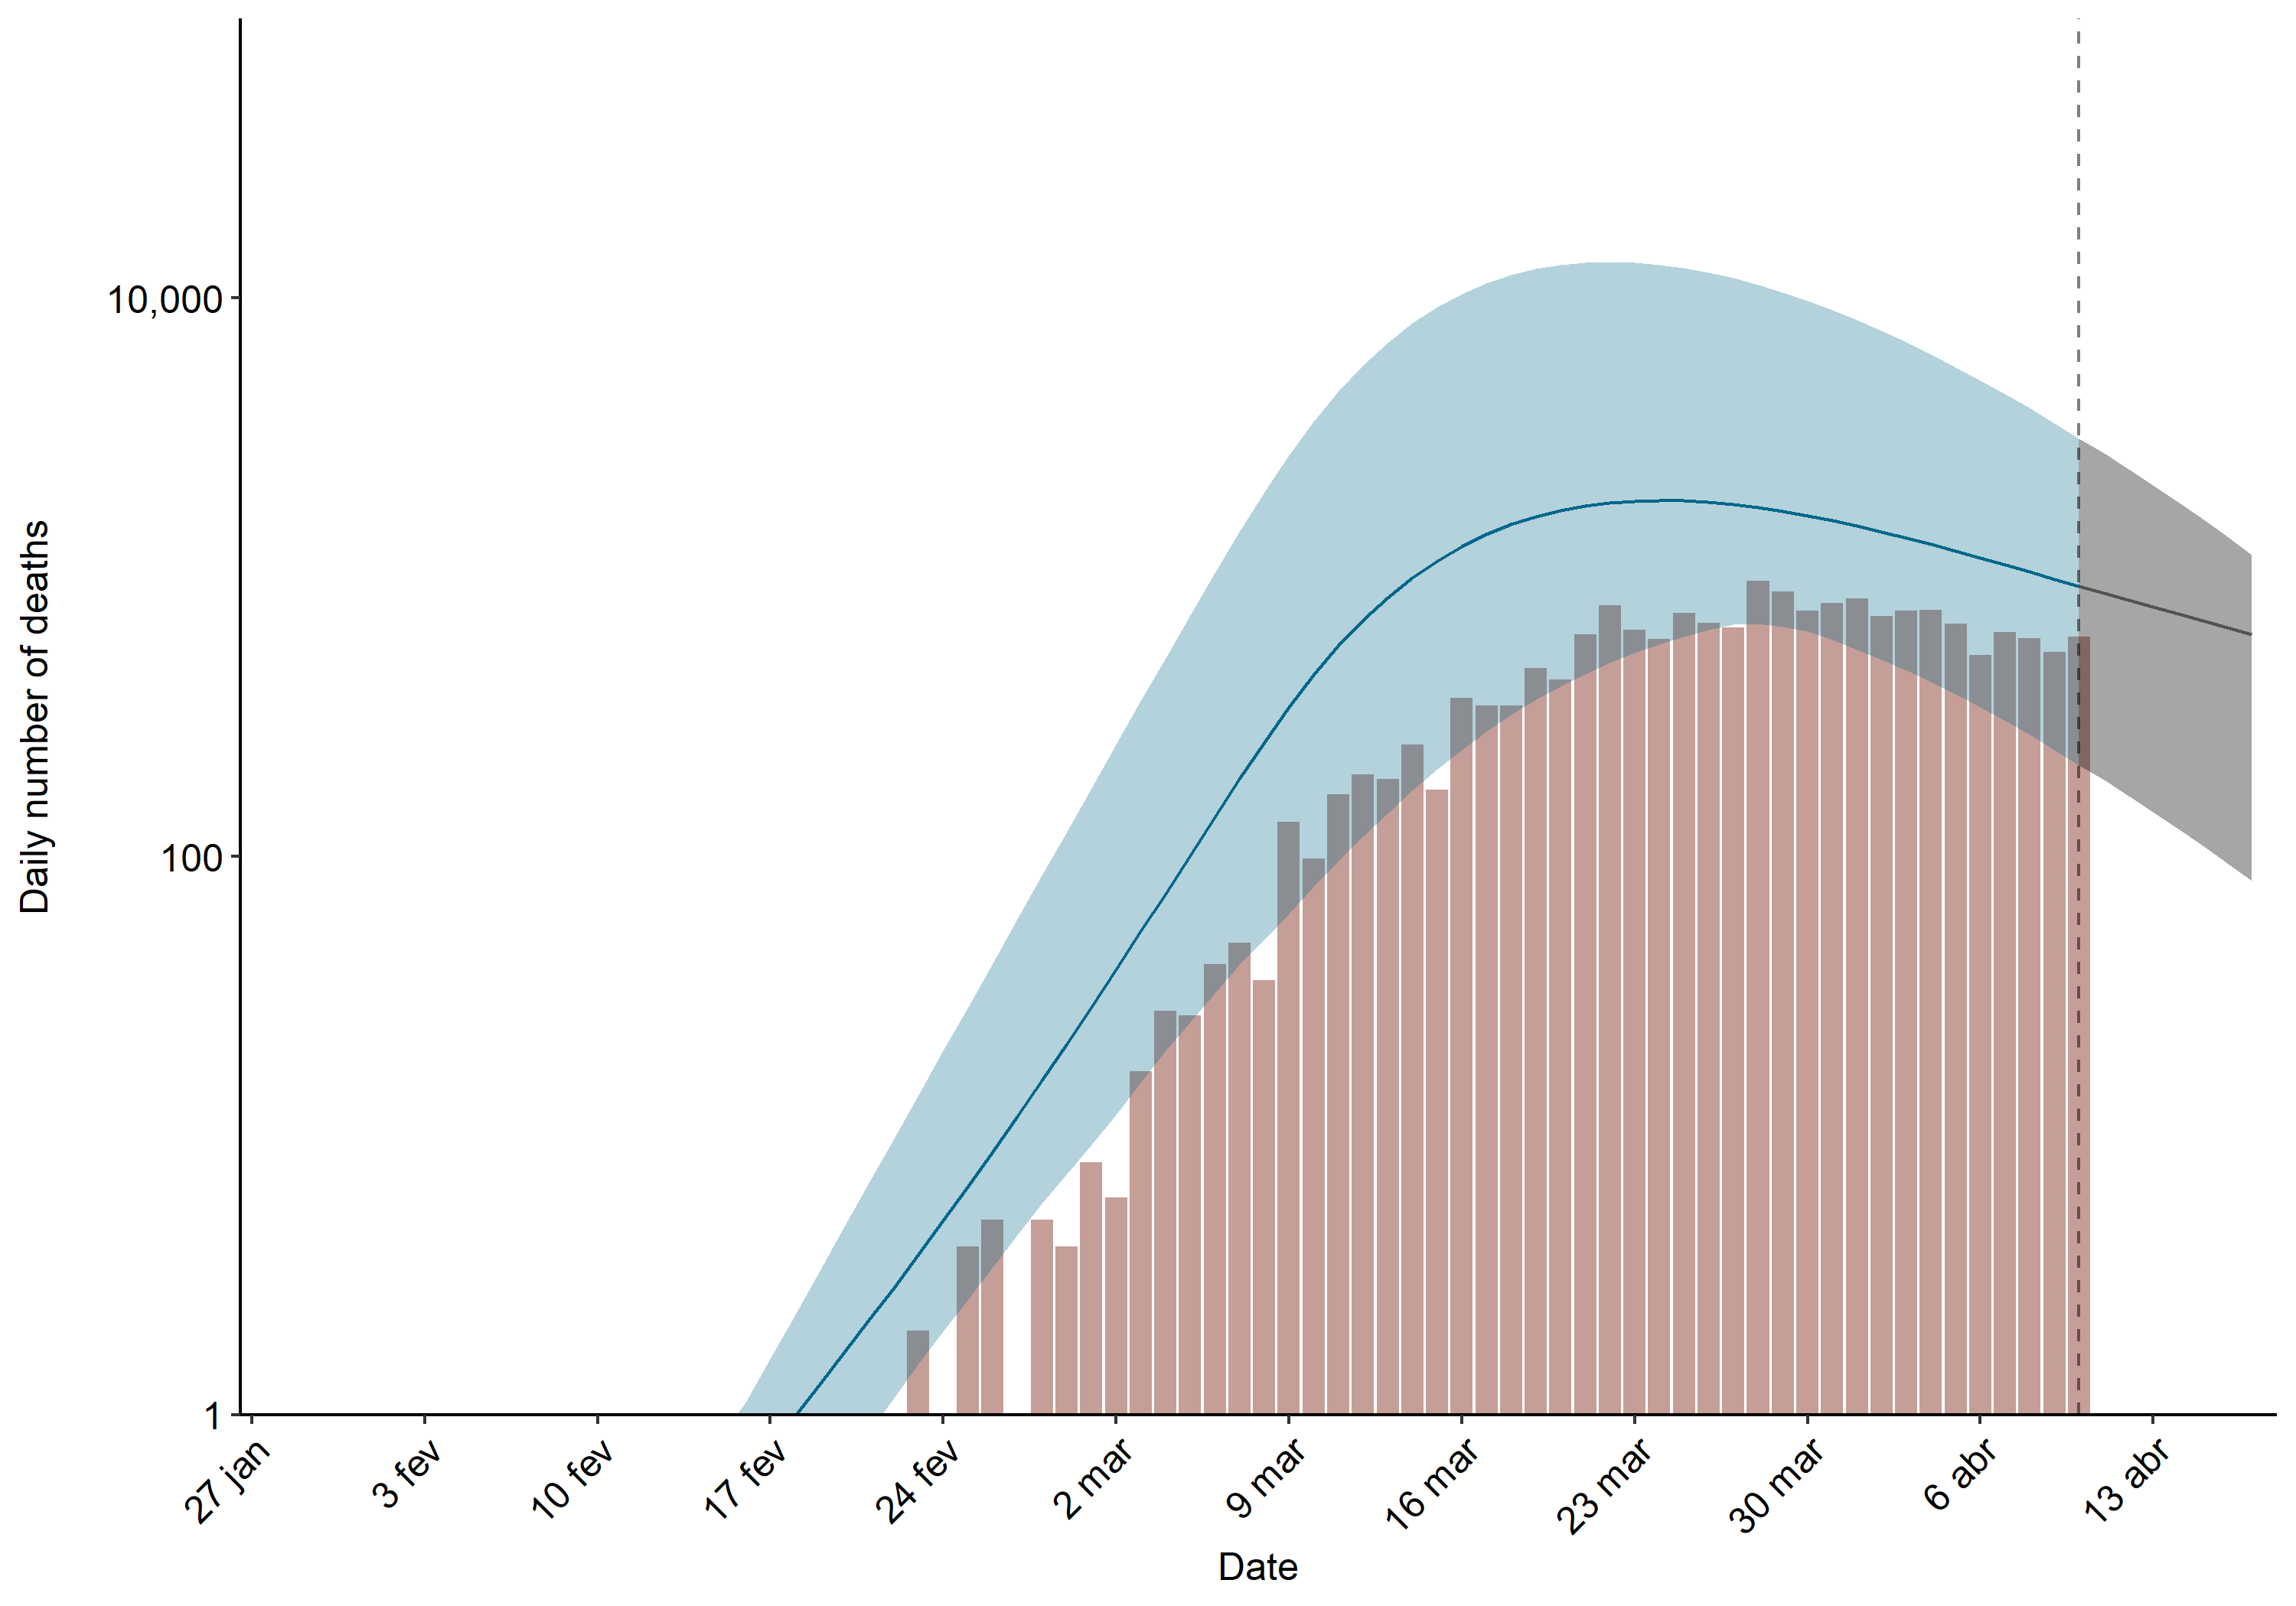 Daily number of deaths
10,000
100
1
27 jan
3 fev
10 fev
17 fev
24 fev
2 mar
9 mar
16 mar
23 mar
30 mar
6 abr
13 abr
Date